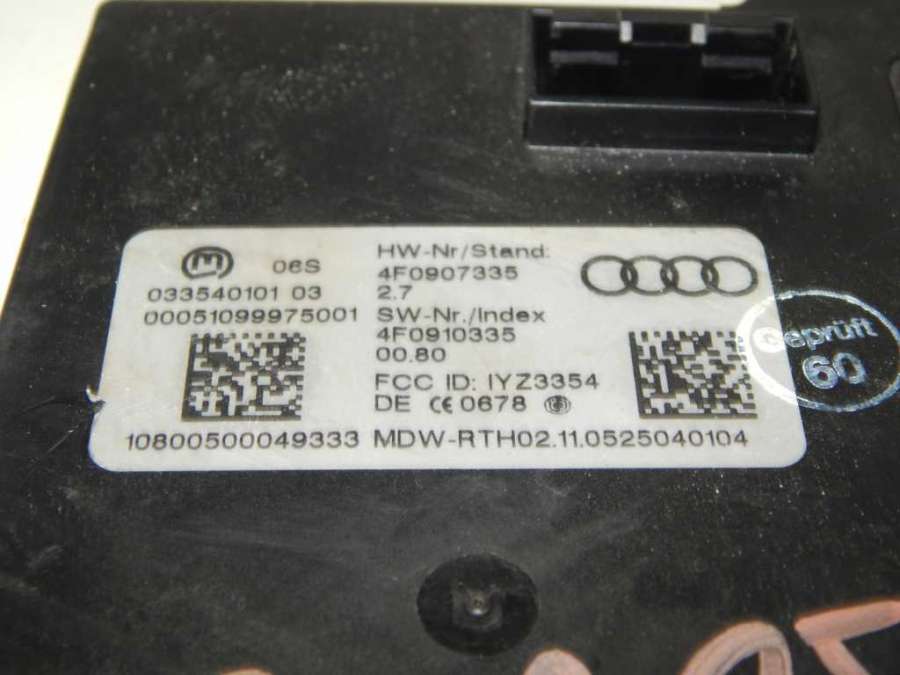 M 06S
033540101 03
00051099975001
HW-Nr/Stand:
4F0907335
2.7
SW-Nr./Index
4F0910335
00.80
FCC ID: IYZ3354
DE CE 0678
10800500049333 MDW-RTH02.11.0525040104
Geprüft
60